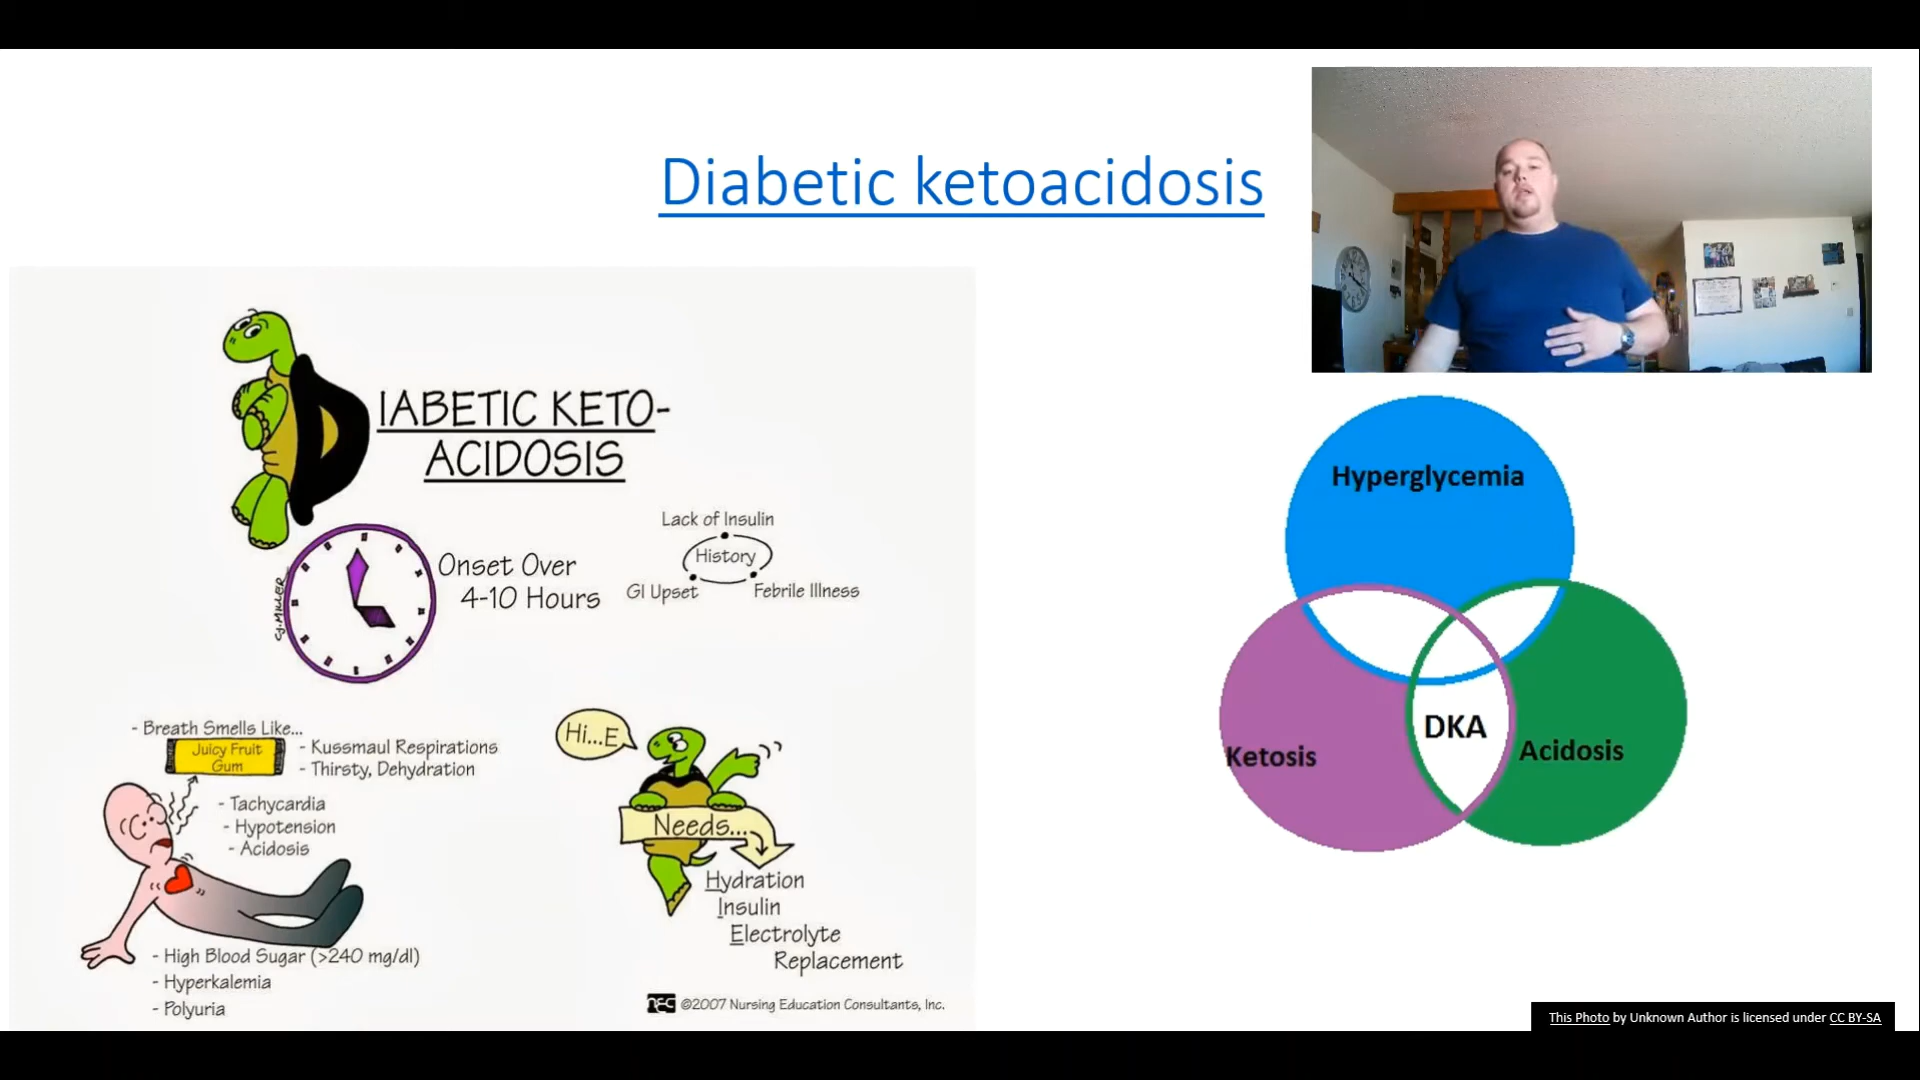 Diabetic ketoacidosis
IABETIC KETO-
ACIDOSIS
Onset Over
4-10 Hours
Lack of Insulin
History
GI Upset
Febrile Illness
C.J. MILLER
- Breath Smells Like...
Juicy Fruit
Gum
- Kussmaul Respirations
- Thirsty, Dehydration
- Tachycardia
- Hypotension
- Acidosis
- High Blood Sugar (>240 mg/dl)
- Hyperkalemia
- Polyuria
Hi...E
Needs...
Hydration
Insulin
Electrolyte
Replacement
nec ©2007 Nursing Education Consultants, Inc.
Hyperglycemia
Ketosis
DKA
Acidosis
This Photo by Unknown Author is licensed under CC BY-SA